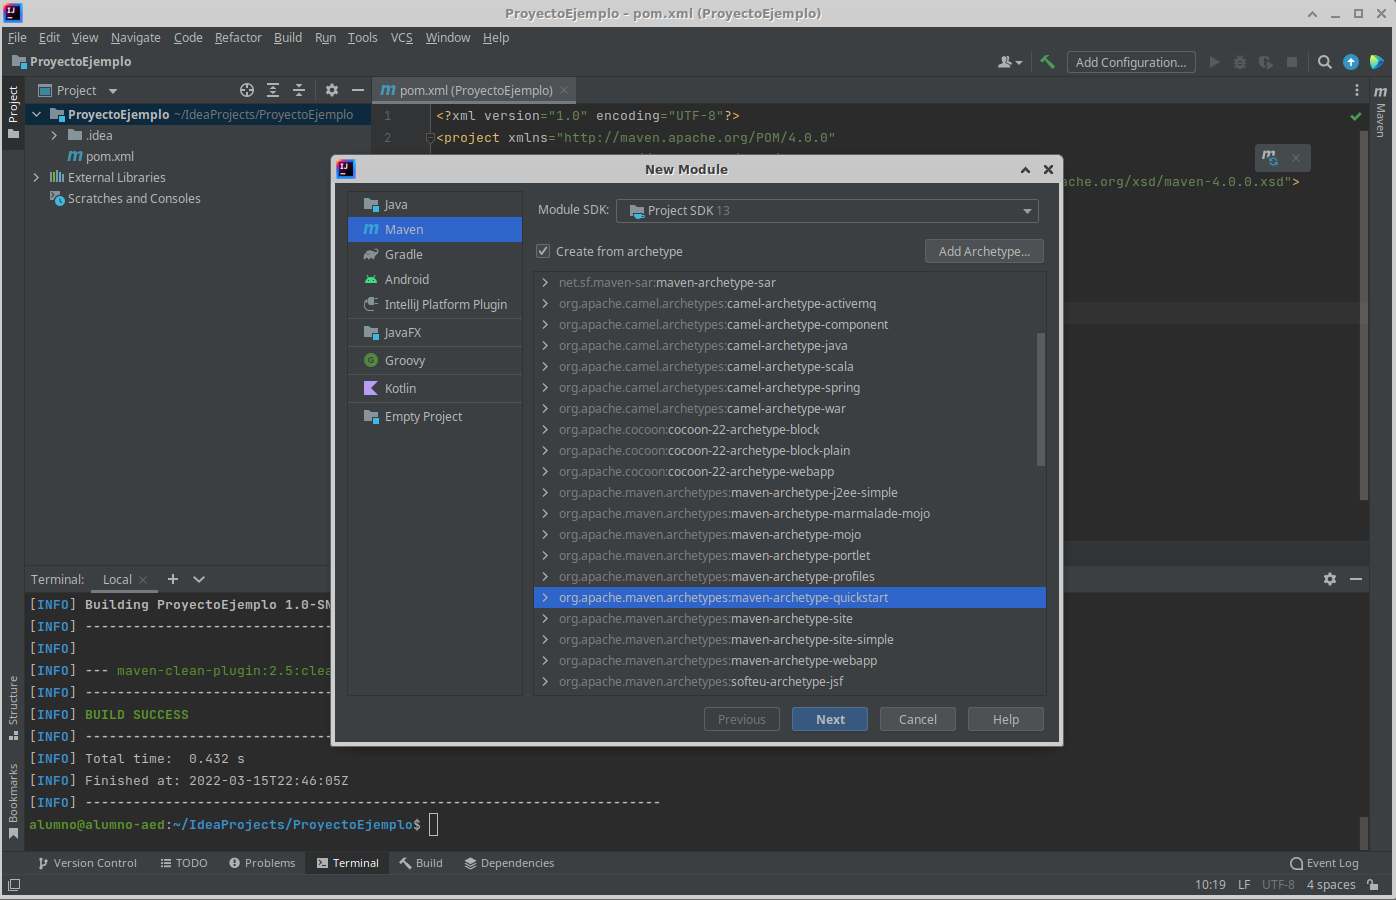 ProyectoEjemplo – pom.xml (ProyectoEjemplo)
File Edit View Navigate Code Refactor Build Run Tools VCS Window Help
ProyectoEjemplo
Add Configuration...
Project
Project
pom.xml (ProyectoEjemplo)
Maven
ProyectoEjemplo ~/IdeaProjects/ProyectoEjemplo
.idea
pom.xml
External Libraries
Scratches and Consoles
1 <?xml version="1.0" encoding="UTF-8"?>
2 <project xmlns="http://maven.apache.org/POM/4.0.0"
ache.org/xsd/maven-4.0.0.xsd">
New Module
Java
Maven
Gradle
Android
IntelliJ Platform Plugin
JavaFX
Groovy
Kotlin
Empty Project
Module SDK: Project SDK 13
Create from archetype
Add Archetype...
net.sf.maven-sar:maven-archetype-sar
org.apache.camel.archetypes:camel-archetype-activemq
org.apache.camel.archetypes:camel-archetype-component
org.apache.camel.archetypes:camel-archetype-java
org.apache.camel.archetypes:camel-archetype-scala
org.apache.camel.archetypes:camel-archetype-spring
org.apache.camel.archetypes:camel-archetype-war
org.apache.cocoon:cocoon-22-archetype-block
org.apache.cocoon:cocoon-22-archetype-block-plain
org.apache.cocoon:cocoon-22-archetype-webapp
org.apache.maven.archetypes:maven-archetype-j2ee-simple
org.apache.maven.archetypes:maven-archetype-marmalade-mojo
org.apache.maven.archetypes:maven-archetype-mojo
org.apache.maven.archetypes:maven-archetype-portlet
org.apache.maven.archetypes:maven-archetype-profiles
org.apache.maven.archetypes:maven-archetype-quickstart
org.apache.maven.archetypes:maven-archetype-site
org.apache.maven.archetypes:maven-archetype-site-simple
org.apache.maven.archetypes:maven-archetype-webapp
org.apache.maven.archetypes:softeu-archetype-jsf
Previous Next Cancel Help
Terminal: Local
[INFO] Building ProyectoEjemplo 1.0-SN
[INFO] -------------------------------
[INFO]
[INFO] --- maven-clean-plugin:2.5:clea
[INFO] -------------------------------
[INFO] BUILD SUCCESS
[INFO] -------------------------------
[INFO] Total time:  0.432 s
[INFO] Finished at: 2022-03-15T22:46:05Z
[INFO] ------------------------------------------------------------------------
alumno@alumno-aed:~/IdeaProjects/ProyectoEjemplo$
Structure
Bookmarks
Version Control TODO Problems Terminal Build Dependencies Event Log
10:19 LF UTF-8 4 spaces